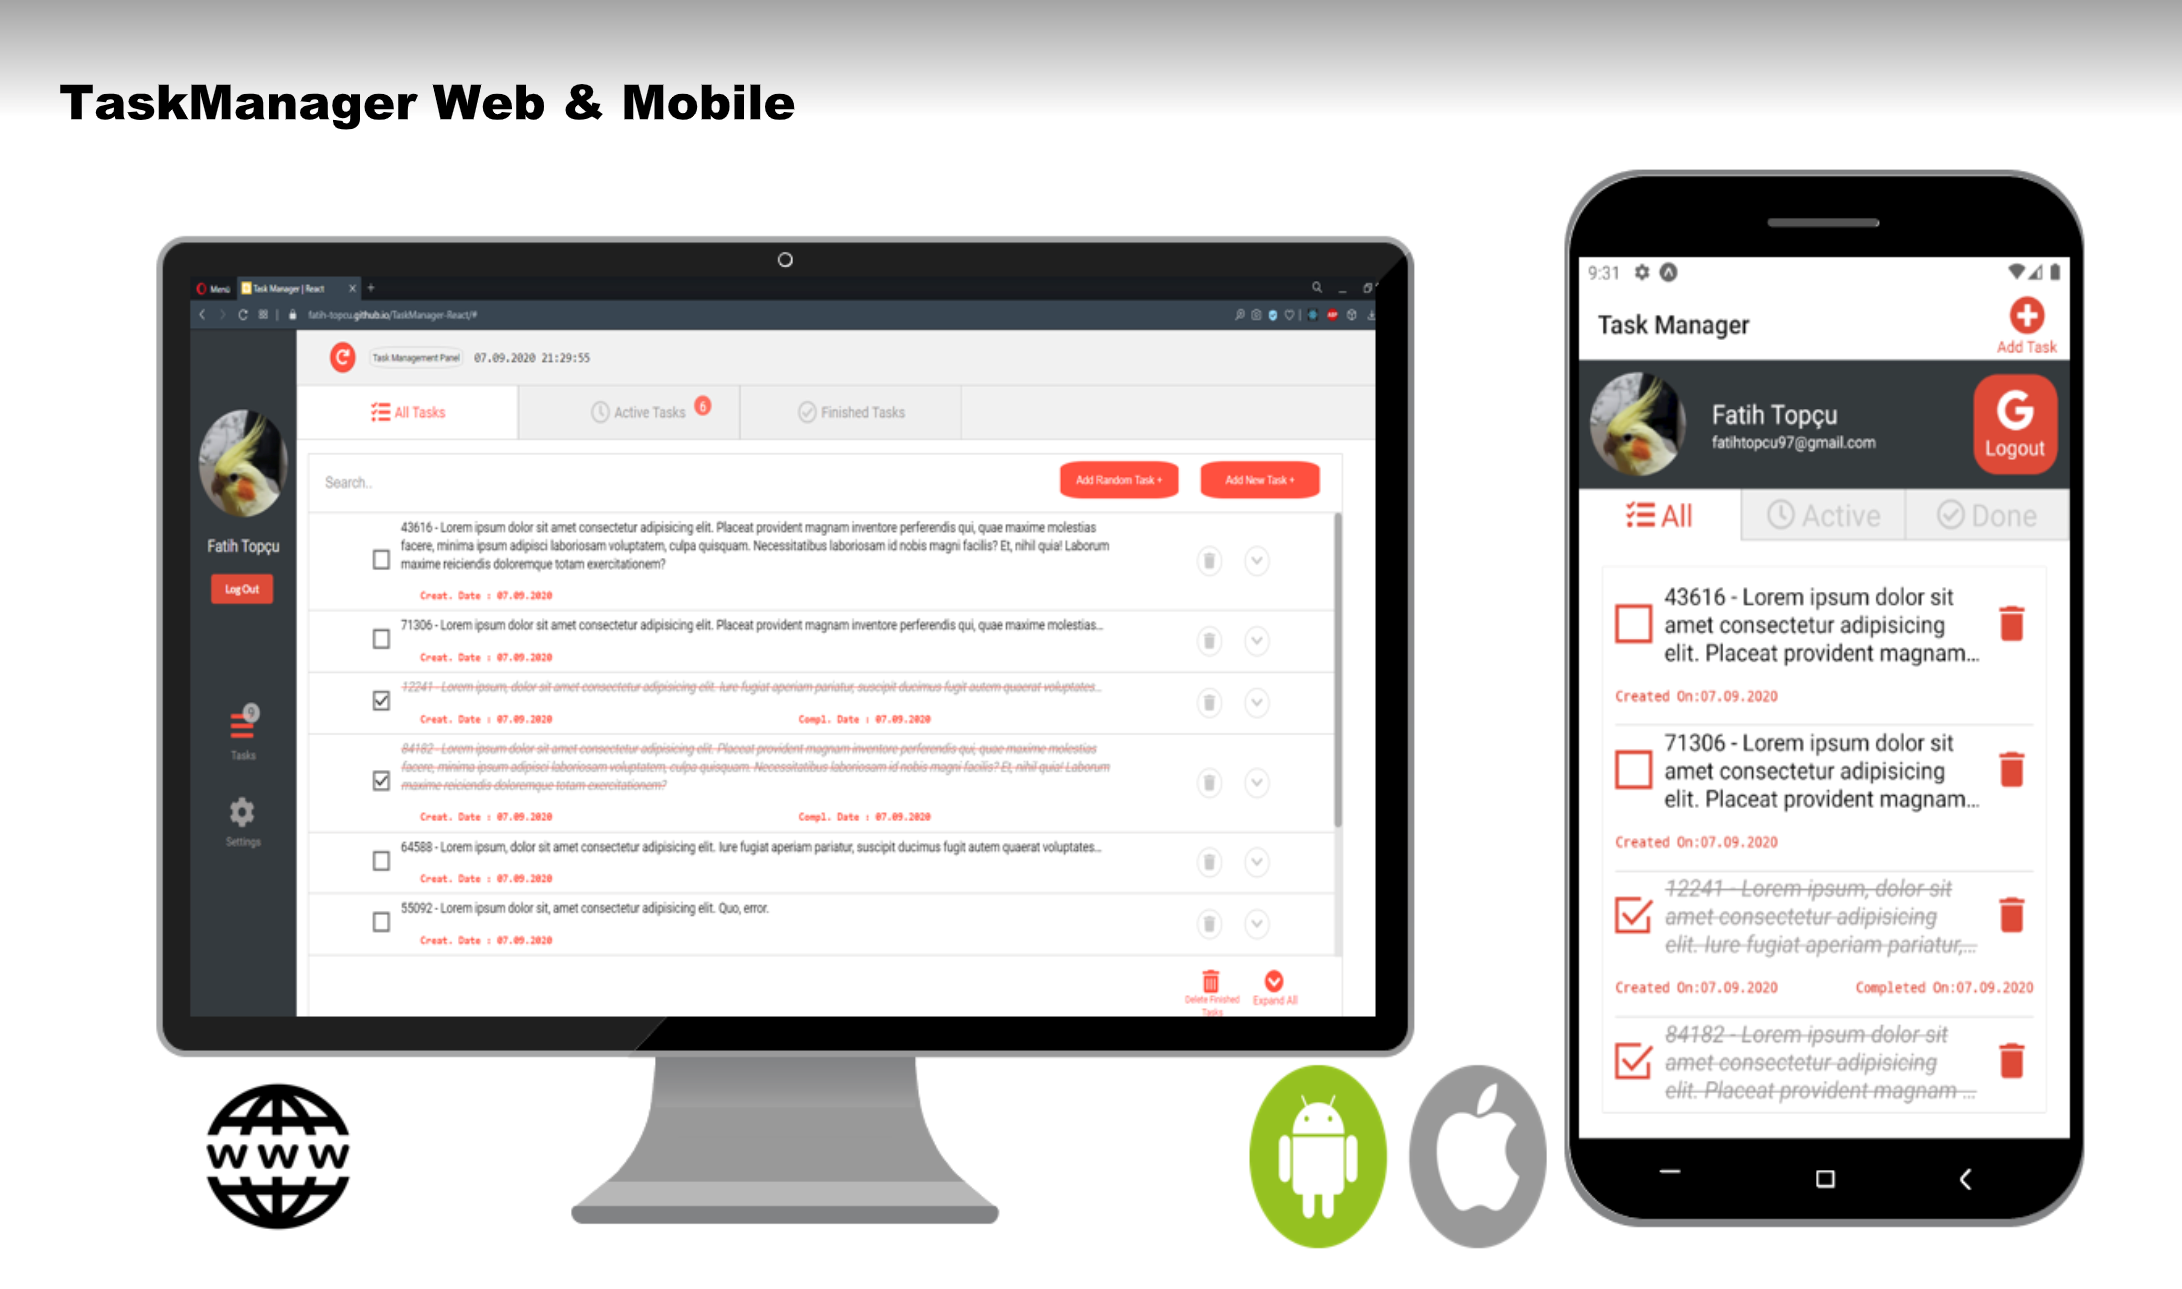 TaskManager Web & Mobile
Menü
Task Manager | React
fatih-topcu.github.io/TaskManager-React/#
Task Management Panel 07.09.2020 21:29:55
All Tasks
Active Tasks 6
Finished Tasks
Search..
Add Random Task +
Add New Task +
Fatih Topçu
Log Out
9
Tasks
Settings
43616 - Lorem ipsum dolor sit amet consectetur adipisicing elit. Placeat provident magnam inventore perferendis qui, quae maxime molestias
facere, minima ipsum adipisci laboriosam voluptatem, culpa quisquam. Necessitatibus laboriosam id nobis magni facilis? Et, nihil quia! Laborum
maxime reiciendis doloremque totam exercitationem?
Creat. Date : 07.09.2020
71306 - Lorem ipsum dolor sit amet consectetur adipisicing elit. Placeat provident magnam inventore perferendis qui, quae maxime molestias...
Creat. Date : 07.09.2020
12241 - Lorem ipsum, dolor sit amet consectetur adipisicing elit. Iure fugiat aperiam pariatur, suscipit ducimus fugit autem quaerat voluptates...
Creat. Date : 07.09.2020 Compl. Date : 07.09.2020
84182 - Lorem ipsum dolor sit amet consectetur adipisicing elit. Placeat provident magnam inventore perferendis qui, quae maxime molestias
facere, minima ipsum adipisci laboriosam voluptatem, culpa quisquam. Necessitatibus laboriosam id nobis magni facilis? Et, nihil quia! Laborum
maxime reiciendis doloremque totam exercitationem?
Creat. Date : 07.09.2020 Compl. Date : 07.09.2020
64588 - Lorem ipsum, dolor sit amet consectetur adipisicing elit. Iure fugiat aperiam pariatur, suscipit ducimus fugit autem quaerat voluptates...
Creat. Date : 07.09.2020
55092 - Lorem ipsum dolor sit, amet consectetur adipisicing elit. Quo, error.
Creat. Date : 07.09.2020
Delete Finished
Tasks
Expand All
WWW
9:31
Task Manager
Add Task
Fatih Topçu
fatihtopcu97@gmail.com
G
Logout
All
Active
Done
43616 - Lorem ipsum dolor sit
amet consectetur adipisicing
elit. Placeat provident magnam...
Created On:07.09.2020
71306 - Lorem ipsum dolor sit
amet consectetur adipisicing
elit. Placeat provident magnam...
Created On:07.09.2020
12241 - Lorem ipsum, dolor sit
amet consectetur adipisicing
elit. Iure fugiat aperiam pariatur,...
Created On:07.09.2020 Completed On:07.09.2020
84182 - Lorem ipsum dolor sit
amet consectetur adipisicing
elit. Placeat provident magnam ...